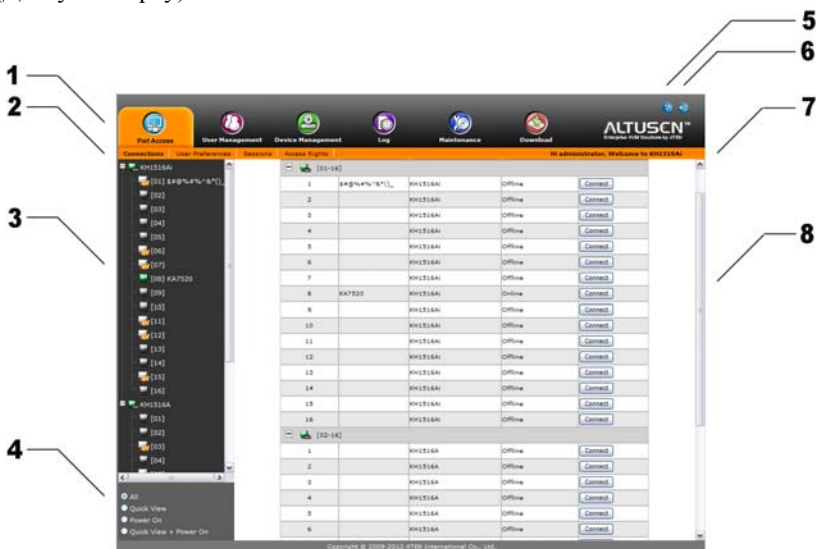 5
6
1
2
7
3
8
4
Port Access User Management Device Management Log Maintenance Download
ALTUSEN™
Enterprise KVM Solutions by ATEN
Connections User Preferences Sessions Access Rights Hi administrator, Welcome to KH1516Ai
KH1516Ai
[01] $#@%#%^&*()_
[02]
[03]
[04]
[05]
[06]
[07]
[08] KA7520
[09]
[10]
[11]
[12]
[13]
[14]
[15]
[16]
KH1516A
[01]
[02]
[03]
[04]
All
Quick View
Power On
Quick View + Power On
[01-16]
1 $#@%#%^&*()_ KH1516Ai Offline Connect
2 KH1516Ai Offline Connect
3 KH1516Ai Offline Connect
4 KH1516Ai Offline Connect
5 KH1516Ai Offline Connect
6 KH1516Ai Offline Connect
7 KH1516Ai Offline Connect
8 KA7520 KH1516Ai Online Connect
9 KH1516Ai Offline Connect
10 KH1516Ai Offline Connect
11 KH1516Ai Offline Connect
12 KH1516Ai Offline Connect
13 KH1516Ai Offline Connect
14 KH1516Ai Offline Connect
15 KH1516Ai Offline Connect
16 KH1516Ai Offline Connect
[02-16]
1 KH1516A Offline Connect
2 KH1516A Offline Connect
3 KH1516A Offline Connect
4 KH1516A Offline Connect
5 KH1516A Offline Connect
6 KH1516A Offline Connect
Copyright © 2009-2012 ATEN International Co., Ltd.